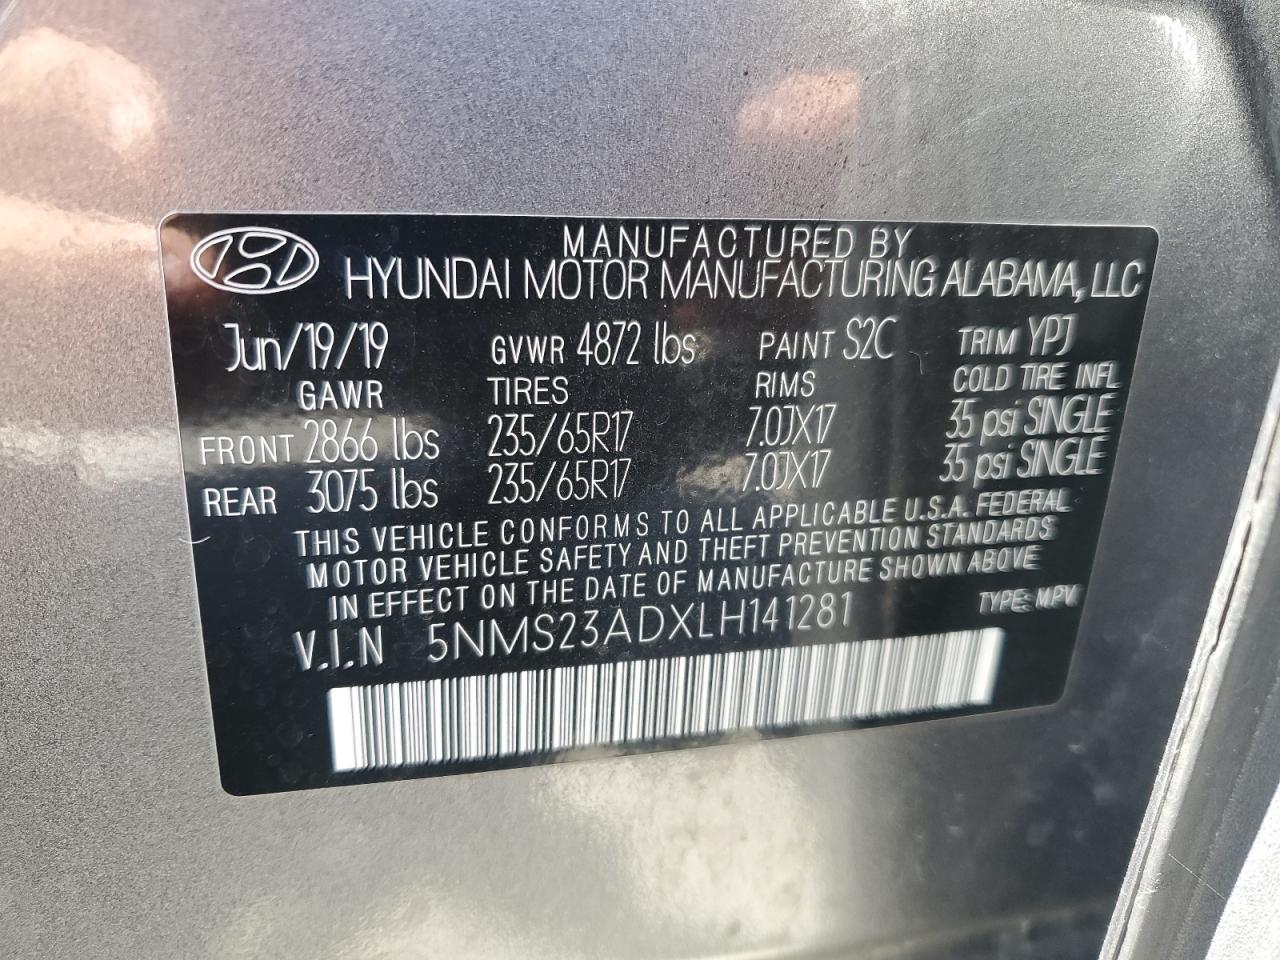 MANUFACTURED BY
HYUNDAI MOTOR MANUFACTURING ALABAMA, LLC
Jun/19/19 GVWR 4872 lbs PAINT S2C TRIM YPJ
GAWR TIRES RIMS COLD TIRE INFL
FRONT 2866 lbs 235/65R17 7.0JX17 35 psi SINGLE
REAR 3075 lbs 235/65R17 7.0JX17 35 psi SINGLE
THIS VEHICLE CONFORMS TO ALL APPLICABLE U.S.A. FEDERAL
MOTOR VEHICLE SAFETY AND THEFT PREVENTION STANDARDS
IN EFFECT ON THE DATE OF MANUFACTURE SHOWN ABOVE
V.I.N 5NMS23ADXLH141281 TYPE: MPV